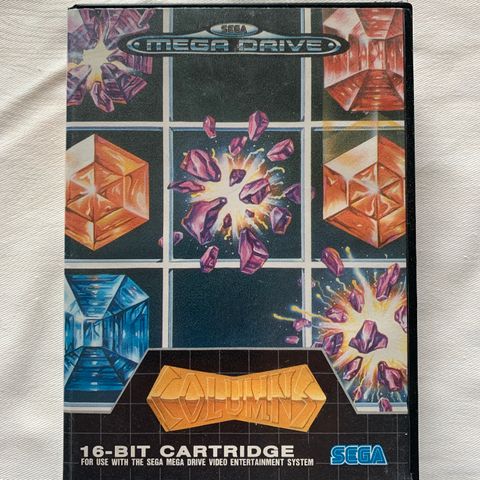 SEGA
MEGA DRIVE
COLUMNS
16-BIT CARTRIDGE
FOR USE WITH THE SEGA MEGA DRIVE VIDEO ENTERTAINMENT SYSTEM
SEGA